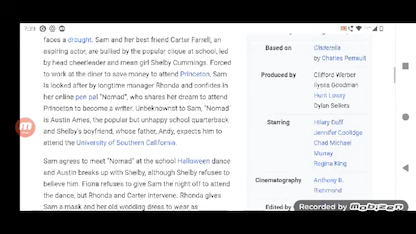 faces a drought. Sam and her best friend Carter Farrell, an
aspiring actor, are bullied by the popular clique at school, led
by head cheerleader and mean girl Shelby Cummings. Forced
to work at the diner to save money to attend Princeton, Sam
is looked after by longtime manager Rhonda and confides in
her online pen pal "Nomad", who shares her dream to attend
Princeton to become a writer. Unbeknownst to Sam, "Nomad"
is Austin Ames, the popular but unhappy school quarterback
and Shelby's boyfriend, whose father, Andy, expects him to
attend the University of Southern California.
Sam agrees to meet "Nomad" at the school Halloween dance
and Austin breaks up with Shelby, although Shelby refuses to
believe him. Fiona refuses to give Sam the night off to attend
the dance, but Rhonda and Carter intervene. Rhonda gives
Sam a mask and her old wedding dress to wear as
Based on
Cinderella
by Charles Perrault
Produced by
Clifford Werber
Ilyssa Goodman
Hunt Lowry
Dylan Sellers
Starring
Hilary Duff
Jennifer Coolidge
Chad Michael
Murray
Regina King
Cinematography
Anthony B.
Richmond
Edited by
Recorded by Mobizen